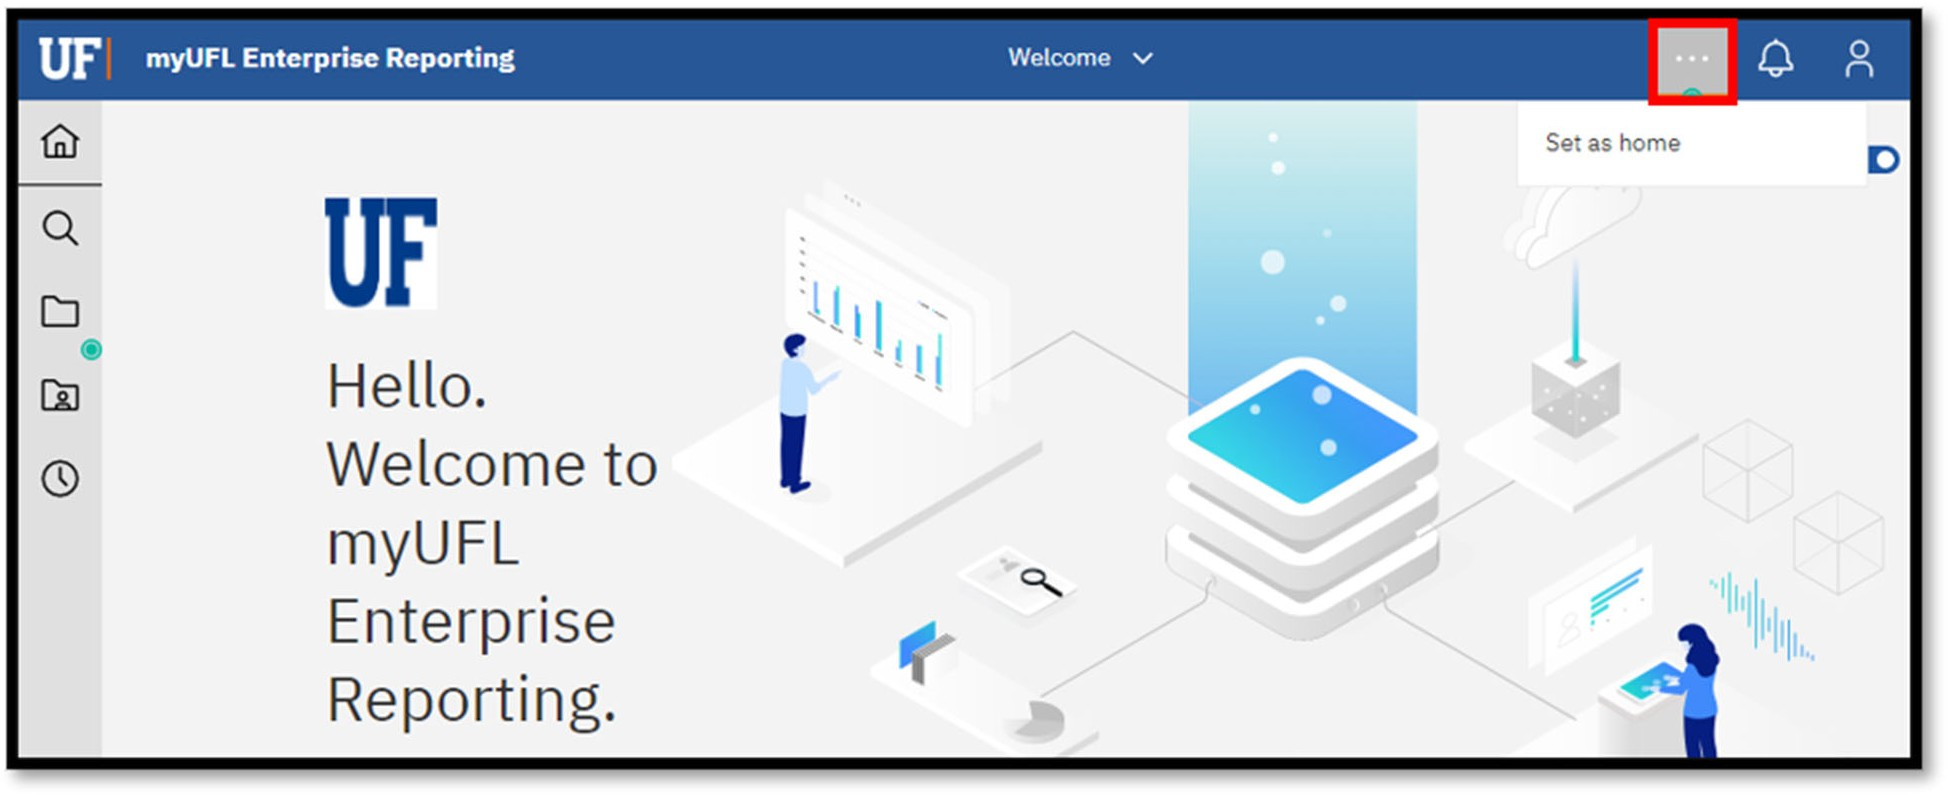 UF myUFL Enterprise Reporting Welcome
Set as home
UF
Hello.
Welcome to
myUFL
Enterprise
Reporting.